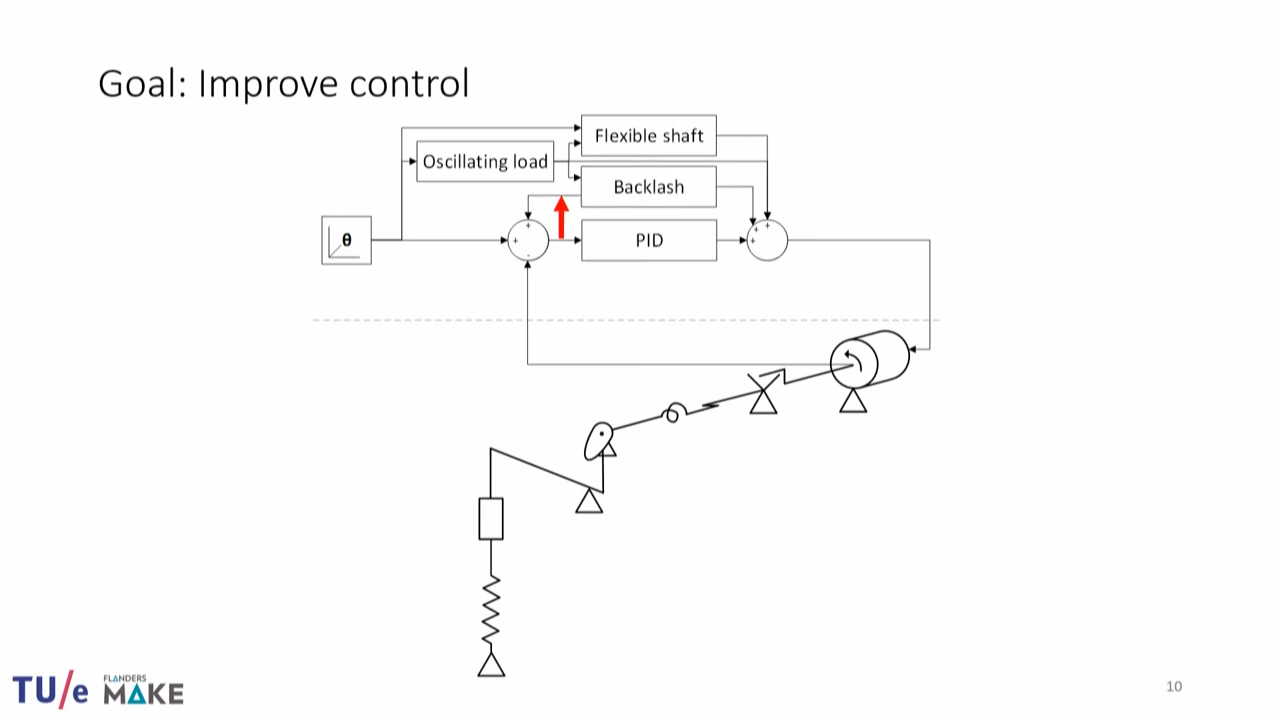 Goal: Improve control
Flexible shaft
Oscillating load
Backlash
θ
PID
+
+
-
+
+
+
TU/e
FLANDERS
MAKE
10